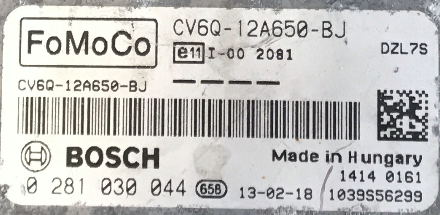 FoMoCo
CV6Q-12A650-BJ
e11 I-00 2081
DZL7S
CV6Q-12A650-BJ
BOSCH
Made in Hungary
1414 0161
0 281 030 044 658 13-02-18 1039S56299